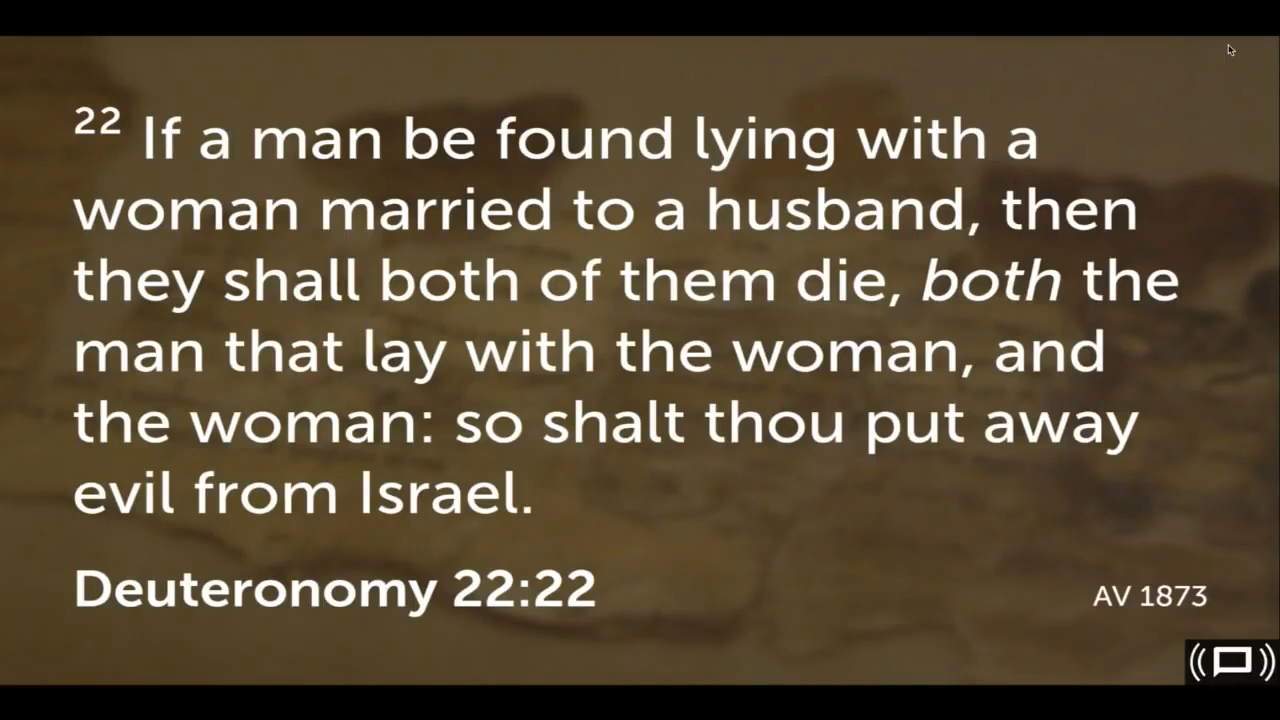 22 If a man be found lying with a
woman married to a husband, then
they shall both of them die, both the
man that lay with the woman, and
the woman: so shalt thou put away
evil from Israel.
Deuteronomy 22:22
AV 1873